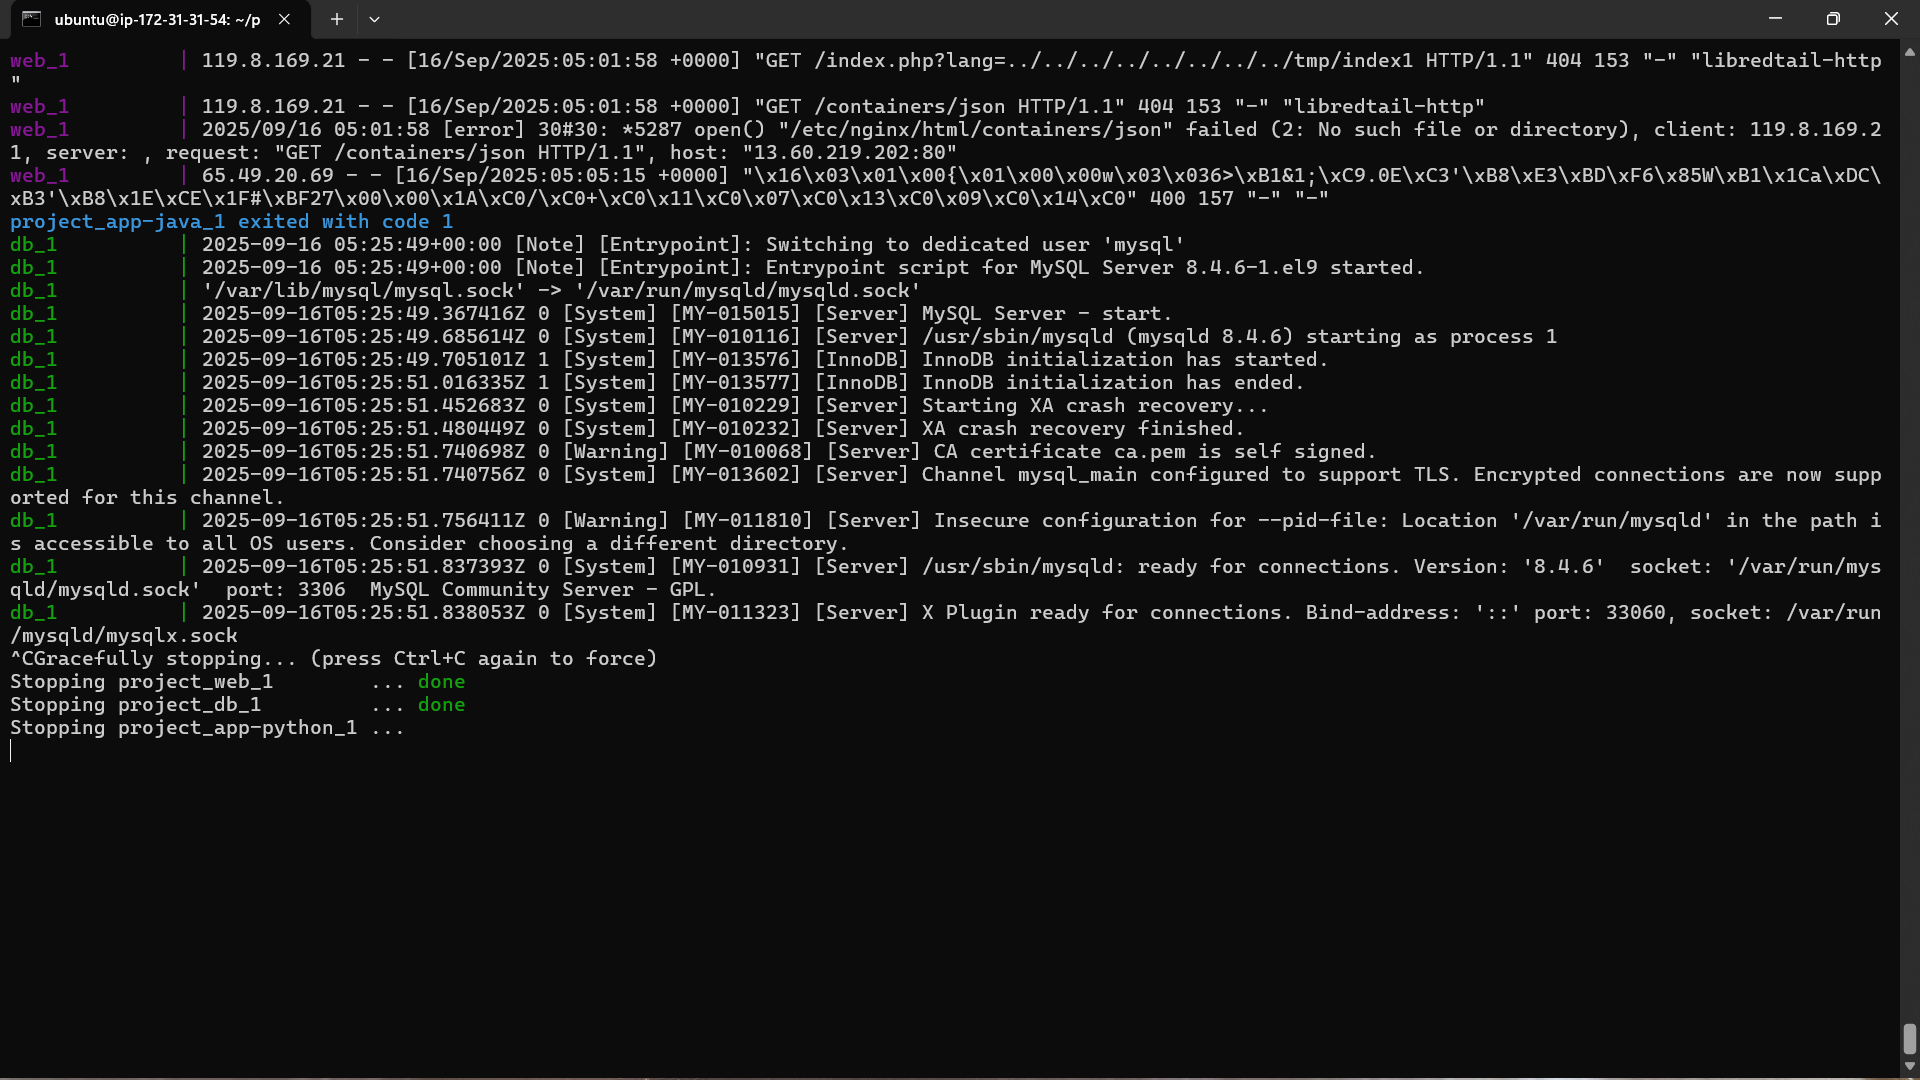 ubuntu@ip-172-31-31-54: ~/p
web_1 | 119.8.169.21 - - [16/Sep/2025:05:01:58 +0000] "GET /index.php?lang=../../../../../../../../tmp/index1 HTTP/1.1" 404 153 "-" "libredtail-http
"
web_1 | 119.8.169.21 - - [16/Sep/2025:05:01:58 +0000] "GET /containers/json HTTP/1.1" 404 153 "-" "libredtail-http"
web_1 | 2025/09/16 05:01:58 [error] 30#30: *5287 open() "/etc/nginx/html/containers/json" failed (2: No such file or directory), client: 119.8.169.2
1, server: , request: "GET /containers/json HTTP/1.1", host: "13.60.219.202:80"
web_1 | 65.49.20.69 - - [16/Sep/2025:05:05:15 +0000] "\x16\x03\x01\x00{\x01\x00\x00w\x03\x036>\xB1&1;\xC9.0E\xC3'\xB8\xE3\xBD\xF6\x85W\xB1\x1Ca\xDC\
xB3'\xB8\x1E\xCE\x1F#\xBF27\x00\x00\x1A\xC0/\xC0+\xC0\x11\xC0\x07\xC0\x13\xC0\x09\xC0\x14\xC0" 400 157 "-" "-"
project_app-java_1 exited with code 1
db_1 | 2025-09-16 05:25:49+00:00 [Note] [Entrypoint]: Switching to dedicated user 'mysql'
db_1 | 2025-09-16 05:25:49+00:00 [Note] [Entrypoint]: Entrypoint script for MySQL Server 8.4.6-1.el9 started.
db_1 | '/var/lib/mysql/mysql.sock' -> '/var/run/mysqld/mysqld.sock'
db_1 | 2025-09-16T05:25:49.367416Z 0 [System] [MY-015015] [Server] MySQL Server - start.
db_1 | 2025-09-16T05:25:49.685614Z 0 [System] [MY-010116] [Server] /usr/sbin/mysqld (mysqld 8.4.6) starting as process 1
db_1 | 2025-09-16T05:25:49.705101Z 1 [System] [MY-013576] [InnoDB] InnoDB initialization has started.
db_1 | 2025-09-16T05:25:51.016335Z 1 [System] [MY-013577] [InnoDB] InnoDB initialization has ended.
db_1 | 2025-09-16T05:25:51.452683Z 0 [System] [MY-010229] [Server] Starting XA crash recovery...
db_1 | 2025-09-16T05:25:51.480449Z 0 [System] [MY-010232] [Server] XA crash recovery finished.
db_1 | 2025-09-16T05:25:51.740698Z 0 [Warning] [MY-010068] [Server] CA certificate ca.pem is self signed.
db_1 | 2025-09-16T05:25:51.740756Z 0 [System] [MY-013602] [Server] Channel mysql_main configured to support TLS. Encrypted connections are now supp
orted for this channel.
db_1 | 2025-09-16T05:25:51.756411Z 0 [Warning] [MY-011810] [Server] Insecure configuration for --pid-file: Location '/var/run/mysqld' in the path i
s accessible to all OS users. Consider choosing a different directory.
db_1 | 2025-09-16T05:25:51.837393Z 0 [System] [MY-010931] [Server] /usr/sbin/mysqld: ready for connections. Version: '8.4.6'  socket: '/var/run/mys
qld/mysqld.sock'  port: 3306  MySQL Community Server - GPL.
db_1 | 2025-09-16T05:25:51.838053Z 0 [System] [MY-011323] [Server] X Plugin ready for connections. Bind-address: '::' port: 33060, socket: /var/run
/mysqld/mysqlx.sock
^CGracefully stopping... (press Ctrl+C again to force)
Stopping project_web_1 ... done
Stopping project_db_1 ... done
Stopping project_app-python_1 ...